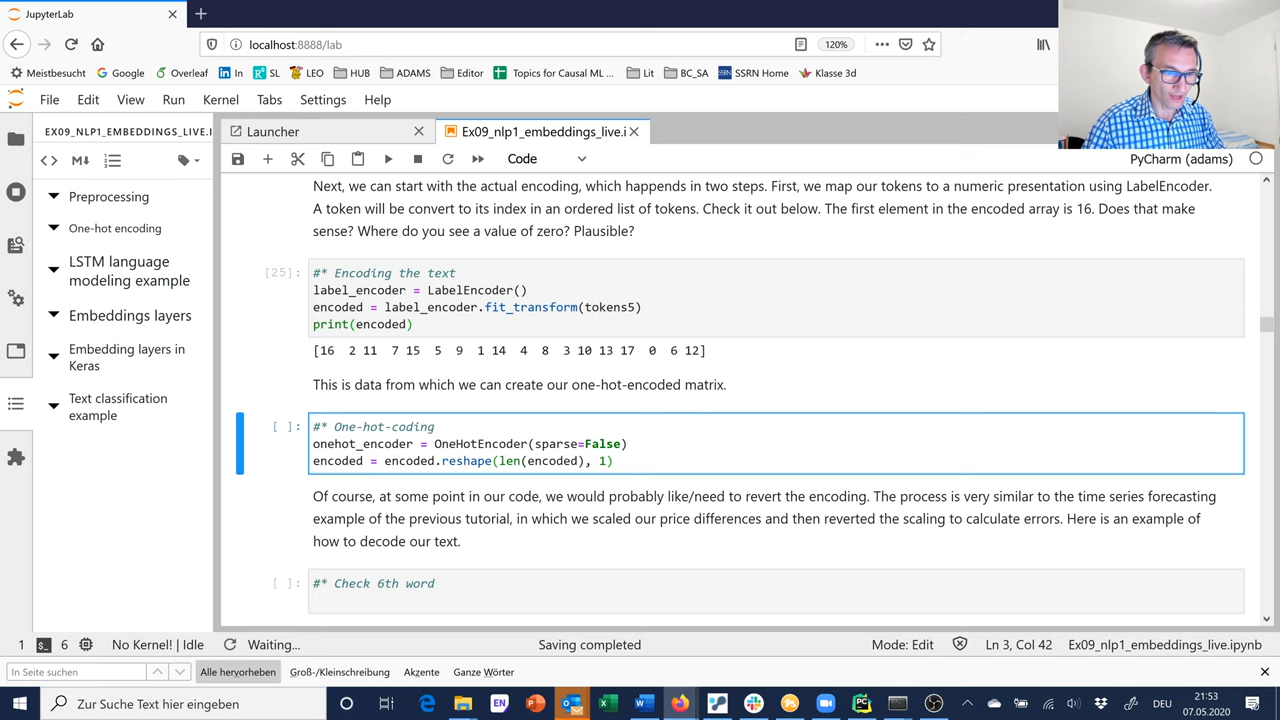 JupyterLab
localhost:8888/lab
120%
Meistbesucht
Google
Overleaf
In
SL
LEO
HUB
ADAMS
Editor
Topics for Causal ML ...
Lit
BC_SA
SSRN Home
Klasse 3d
File Edit View Run Kernel Tabs Settings Help
EX09_NLP1_EMBEDDINGS_LIVE.I
Launcher
Ex09_nlp1_embeddings_live.i
Code
PyCharm (adams)
Preprocessing
One-hot encoding
LSTM language
modeling example
Embeddings layers
Embedding layers in
Keras
Text classification
example
Next, we can start with the actual encoding, which happends in two steps. First, we map our tokens to a numeric presentation using LabelEncoder.
A token will be convert to its index in an ordered list of tokens. Check it out below. The first element in the encoded array is 16. Does that make
sense? Where do you see a value of zero? Plausible?
[25]:
#* Encoding the text
label_encoder = LabelEncoder()
encoded = label_encoder.fit_transform(tokens5)
print(encoded)
[16 2 11 7 15 5 9 1 14 4 8 3 10 13 17 0 6 12]
This is data from which we can create our one-hot-encoded matrix.
[ ]:
#* One-hot-coding
onehot_encoder = OneHotEncoder(sparse=False)
encoded = encoded.reshape(len(encoded), 1)
Of course, at some point in our code, we would probably like/need to revert the encoding. The process is very similar to the time series forecasting
example of the previous tutorial, in which we scaled our price differences and then reverted the scaling to calculate errors. Here is an example of
how to decode our text.
[ ]:
#* Check 6th word
1
6
No Kernel! | Idle
Waiting...
Saving completed
Mode: Edit
Ln 3, Col 42
Ex09_nlp1_embeddings_live.ipynb
In Seite suchen
Alle hervorheben
Groß-/Kleinschreibung
Akzente
Ganze Wörter
Zur Suche Text hier eingeben
EN
DEU
21:53
07.05.2020